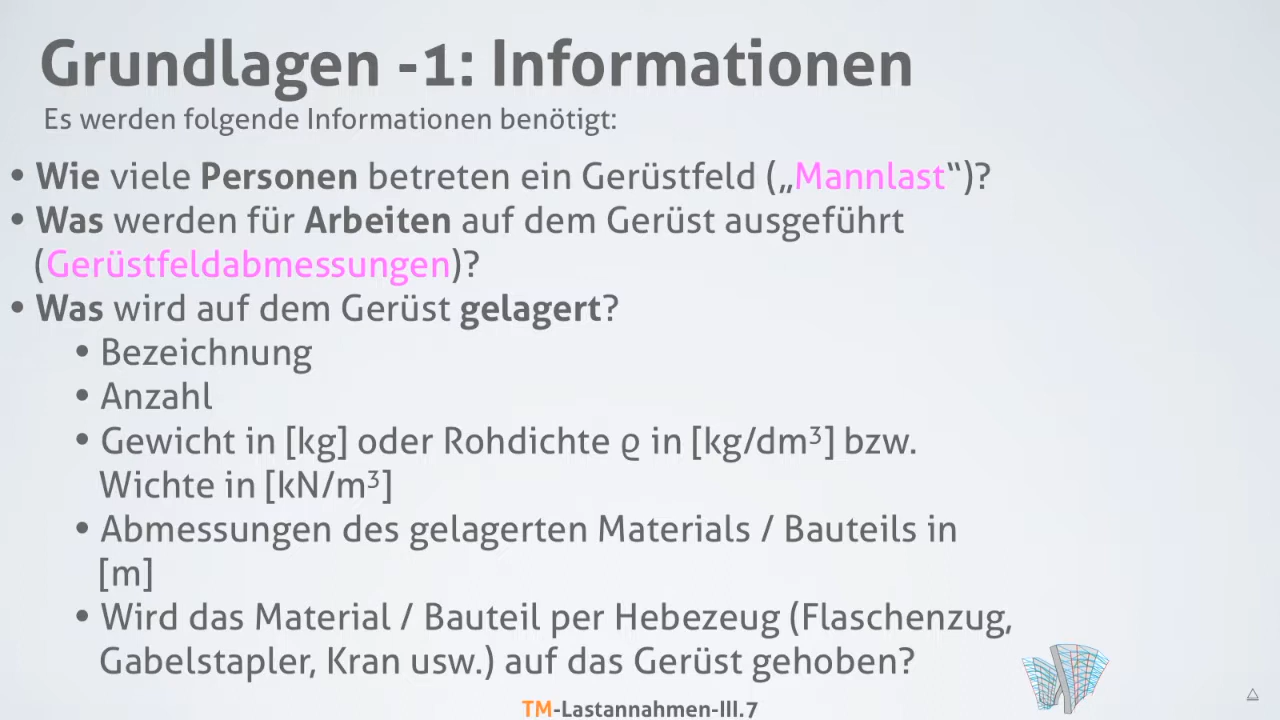 Grundlagen -1: Informationen
Es werden folgende Informationen benötigt:
• Wie viele Personen betreten ein Gerüstfeld („Mannlast“)?
• Was werden für Arbeiten auf dem Gerüst ausgeführt
(Gerüstfeldabmessungen)?
• Was wird auf dem Gerüst gelagert?
• Bezeichnung
• Anzahl
• Gewicht in [kg] oder Rohdichte ϱ in [kg/dm³] bzw.
Wichte in [kN/m³]
• Abmessungen des gelagerten Materials / Bauteils in
[m]
• Wird das Material / Bauteil per Hebezeug (Flaschenzug,
Gabelstapler, Kran usw.) auf das Gerüst gehoben?
TM-Lastannahmen-III.7